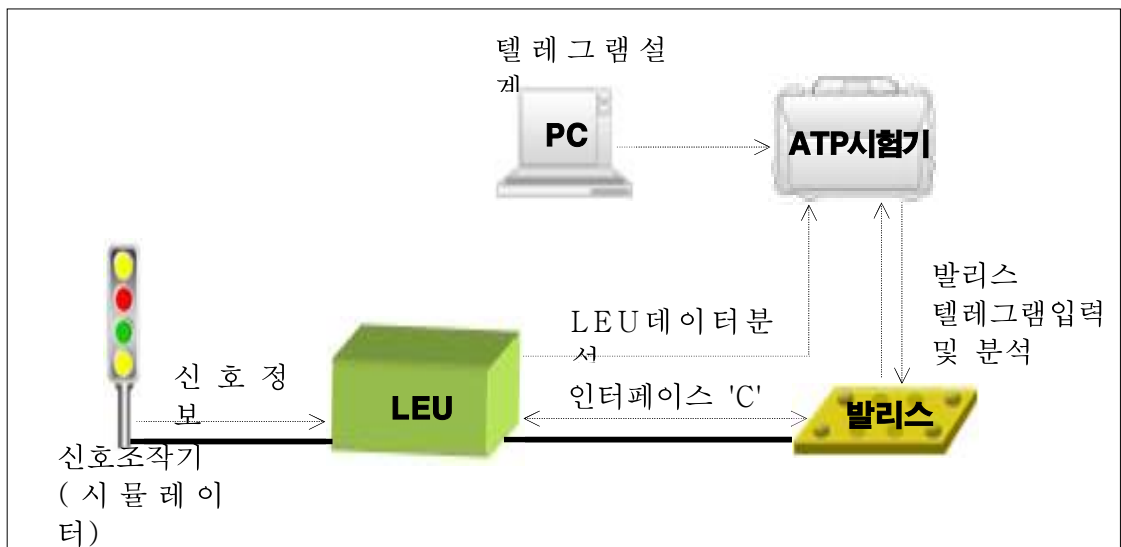 텔레그램설
계
PC
ATP시험기
발리스
텔레그램입력
및 분석
LEU데이터분
석
신호정
보
LEU
인터페이스 'C'
발리스
신호조작기
(시뮬레이
터)